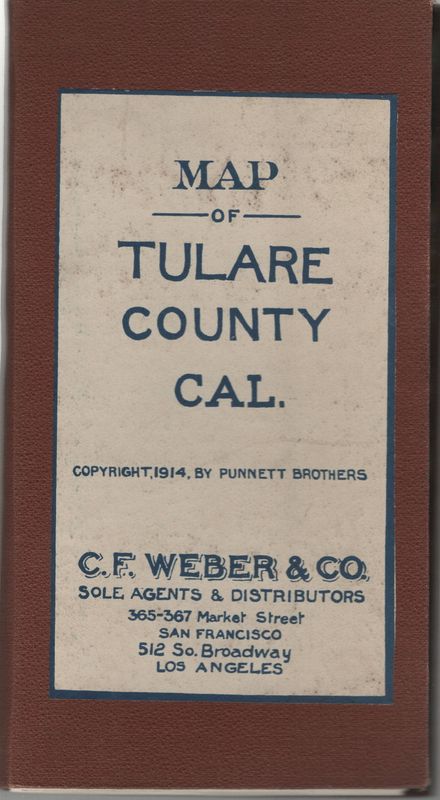 MAP
OF
TULARE
COUNTY
CAL.
COPYRIGHT, 1914, BY PUNNETT BROTHERS
C.F. WEBER & CO.
SOLE AGENTS & DISTRIBUTORS
365-367 Market Street
SAN FRANCISCO
512 So. Broadway
LOS ANGELES